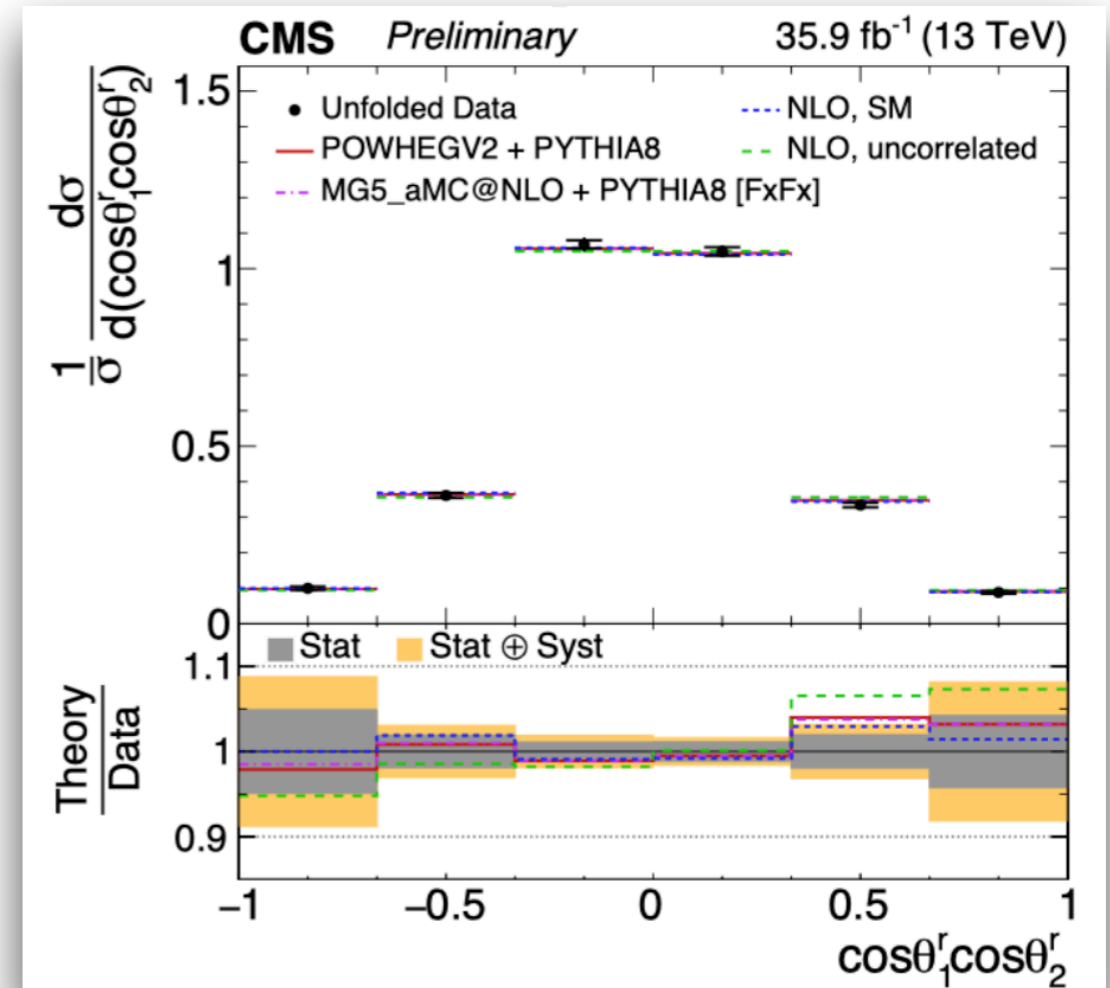 CMS Preliminary 35.9 fb⁻¹ (13 TeV)
1/σ dσ/d(cosθ₁ʳcosθ₂ʳ)
1.5
1
0.5
0
Unfolded Data
POWHEGV2 + PYTHIA8
MG5_aMC@NLO + PYTHIA8 [FxFx]
NLO, SM
NLO, uncorrelated
Stat
Stat ⊕ Syst
Theory
Data
1.1
1
0.9
−1 −0.5 0 0.5 1
cosθ₁ʳcosθ₂ʳ